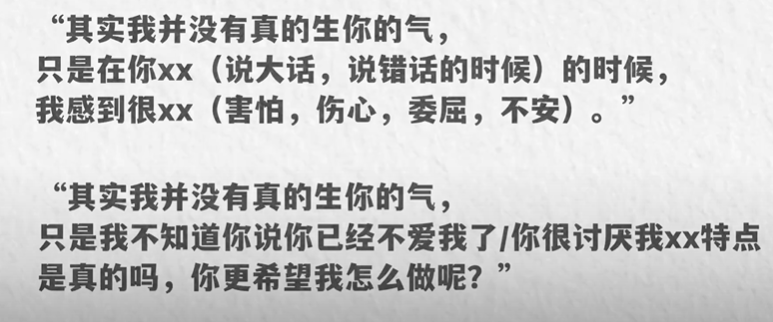 “其实我并没有真的生你的气，
只是在你xx（说大话，说错话的时候）的时候，
我感到很xx（害怕，伤心，委屈，不安）。”
“其实我并没有真的生你的气，
只是我不知道你说你已经不爱我了/你很讨厌我xx特点
是真的吗，你更希望我怎么做呢？”